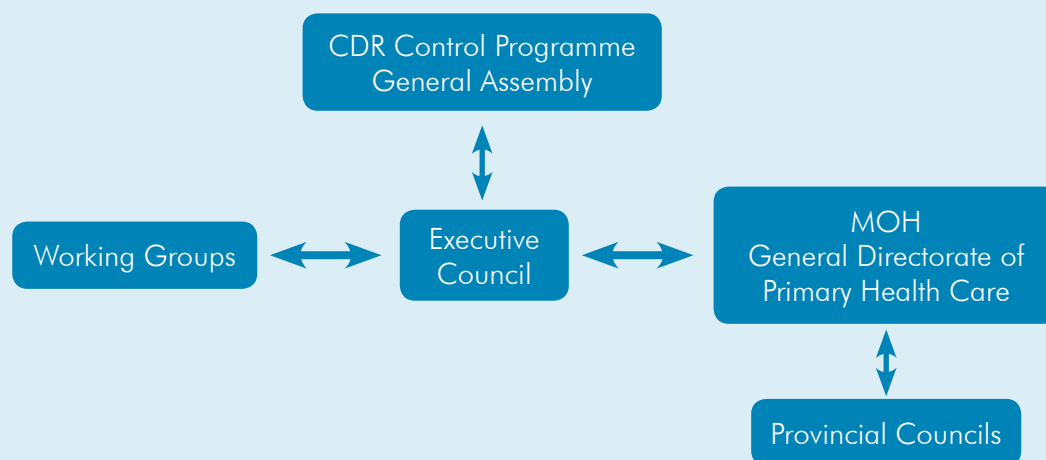 CDR Control Programme
General Assembly
Working Groups
Executive
Council
MOH
General Directorate of
Primary Health Care
Provincial Councils